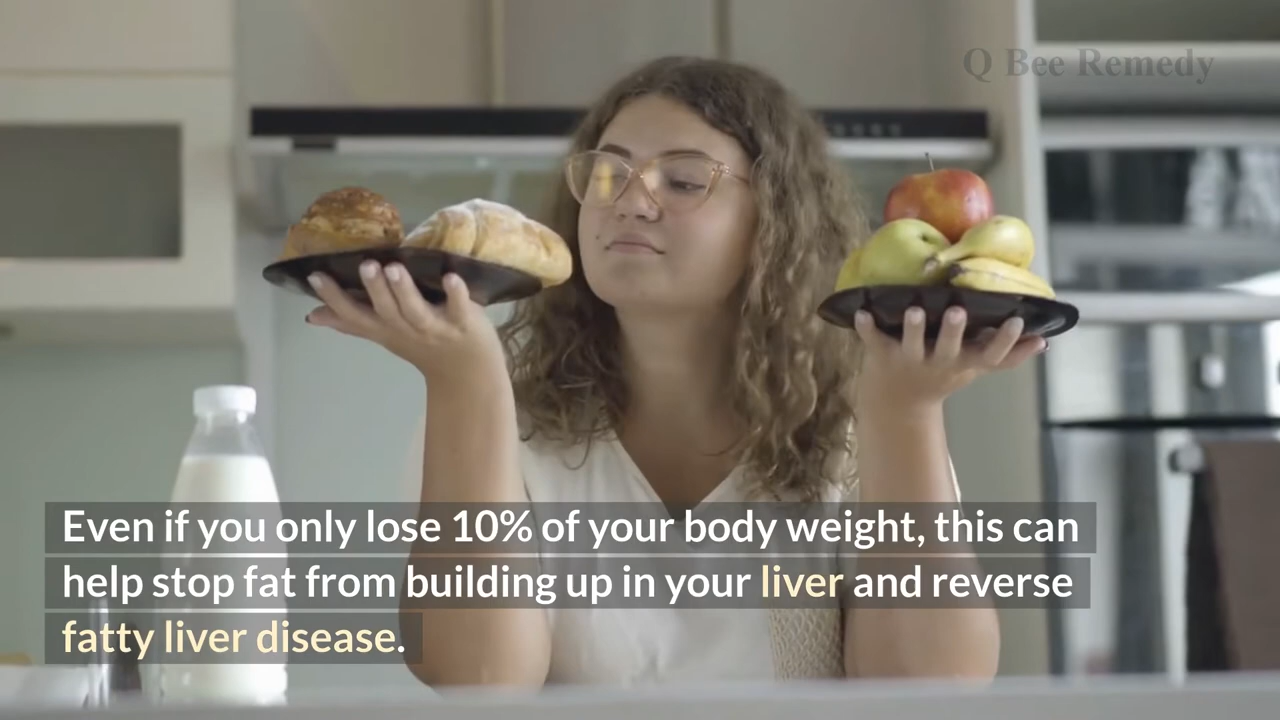 Q Bee Remedy
Even if you only lose 10% of your body weight, this can
help stop fat from building up in your liver and reverse
fatty liver disease.